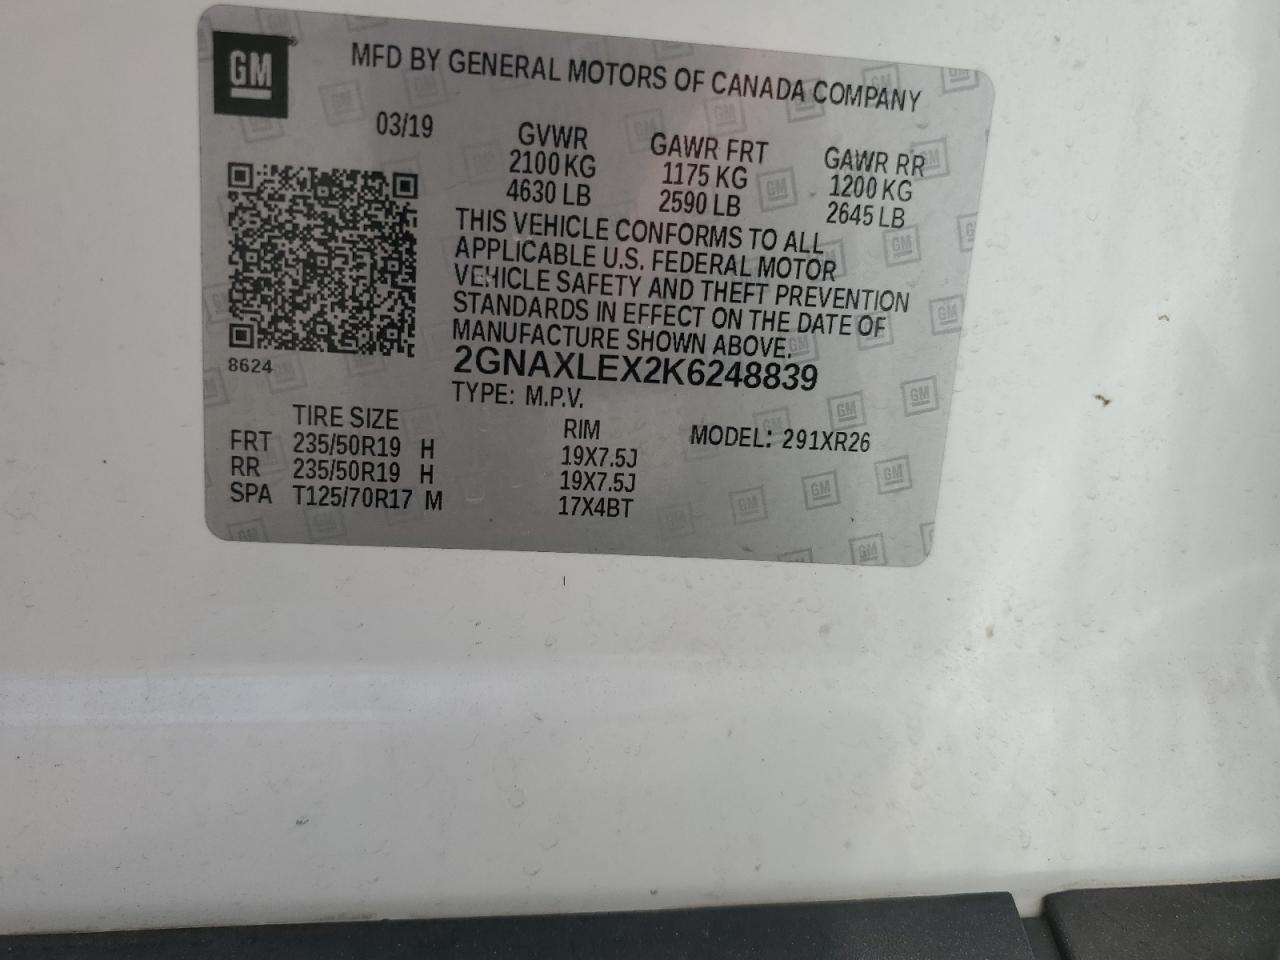 GM
MFD BY GENERAL MOTORS OF CANADA COMPANY
03/19
GVWR
2100 KG
4630 LB
GAWR FRT
1175 KG
2590 LB
GAWR RR
1200 KG
2645 LB
THIS VEHICLE CONFORMS TO ALL
APPLICABLE U.S. FEDERAL MOTOR
VEHICLE SAFETY AND THEFT PREVENTION
STANDARDS IN EFFECT ON THE DATE OF
MANUFACTURE SHOWN ABOVE.
8624
2GNAXLEX2K6248839
TYPE: M.P.V.
TIRE SIZE RIM MODEL: 291XR26
FRT 235/50R19 H 19X7.5J
RR 235/50R19 H 19X7.5J
SPA T125/70R17 M 17X4BT